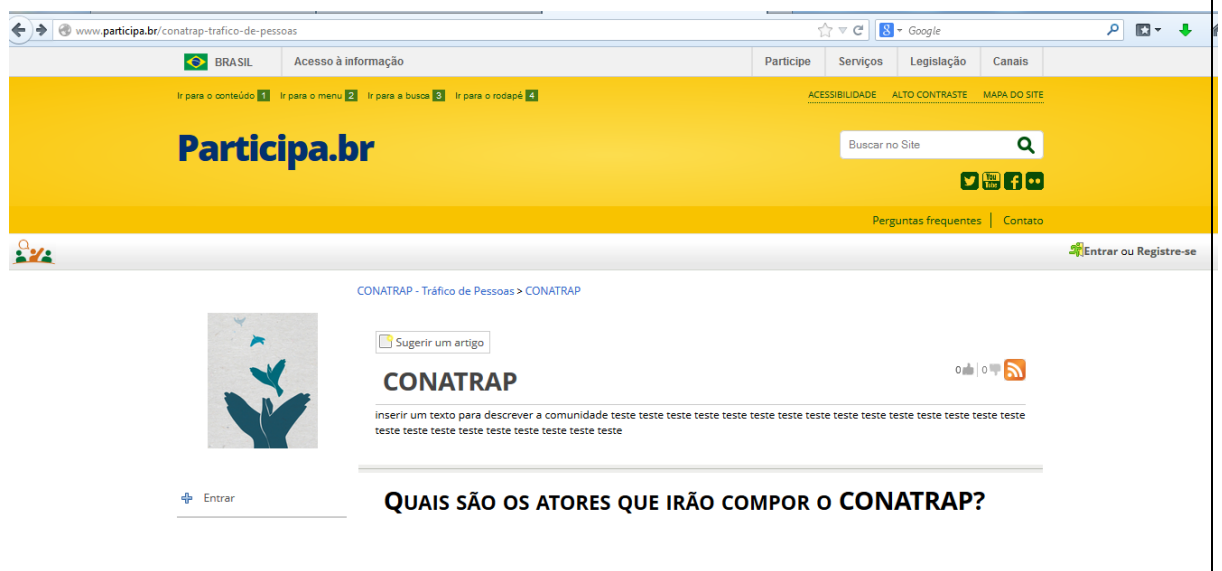 www.participa.br/conatrap-trafico-de-pessoas
Google
BRASIL Acesso à informação Participe Serviços Legislação Canais
Ir para o conteúdo 1 Ir para o menu 2 Ir para a busca 3 Ir para o rodapé 4 ACESSIBILIDADE ALTO CONTRASTE MAPA DO SITE
Participa.br
Buscar no Site
You Tube
Perguntas frequentes | Contato
Entrar ou Registre-se
CONATRAP - Tráfico de Pessoas > CONATRAP
Sugerir um artigo
CONATRAP
0 | 0
inserir um texto para descrever a comunidade teste teste teste teste teste teste teste teste teste teste teste teste teste teste teste
teste teste teste teste teste teste teste teste teste
Entrar
QUAIS SÃO OS ATORES QUE IRÃO COMPOR O CONATRAP?